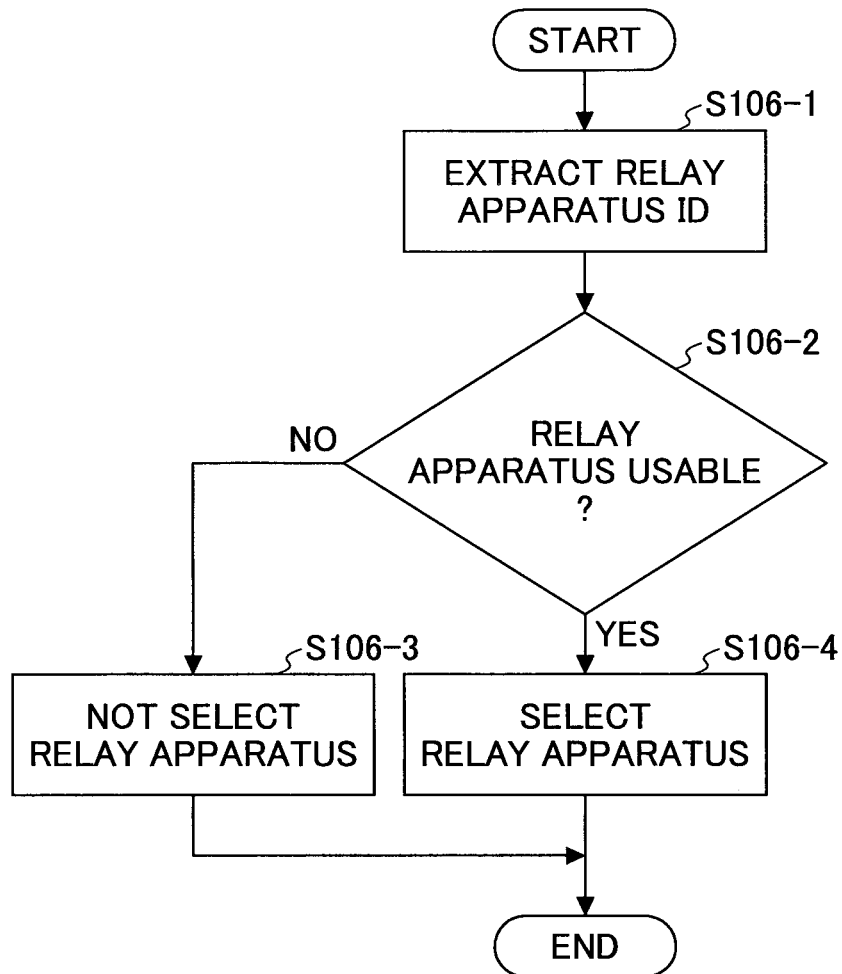 START
S106-1
EXTRACT RELAY
APPARATUS ID
S106-2
RELAY
APPARATUS USABLE
?
NO
YES
S106-3
NOT SELECT
RELAY APPARATUS
S106-4
SELECT
RELAY APPARATUS
END